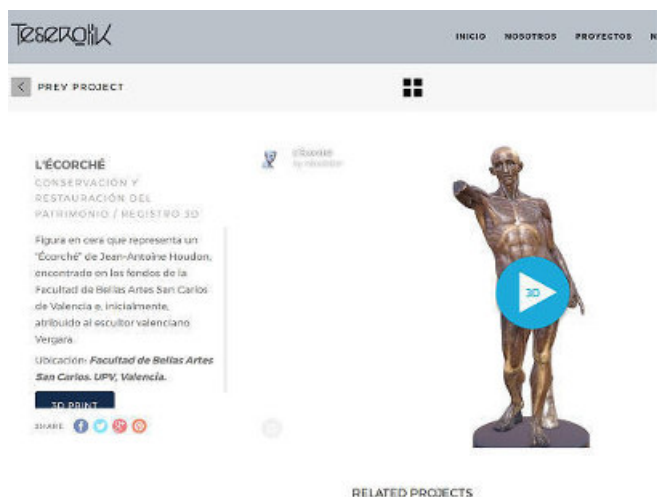 Teserotik
INICIO NOSOTROS PROYECTOS N
PREV PROJECT
L'ÉCORCHÉ
CONSERVACIÓN Y
RESTAURACIÓN DEL
PATRIMONIO / REGISTRO 3D
Figura en cera que representa un
"Écorché" de Jean-Antoine Houdon,
encontrado en los fondos de la
Facultad de Bellas Artes San Carlos
de Valencia e, inicialmente,
atribuido al escultor valenciano
Vergara.
Ubicación: Facultad de Bellas Artes
San Carlos. UPV, Valencia.
3D PRINT
SHARE
L'Écorché
3D
RELATED PROJECTS